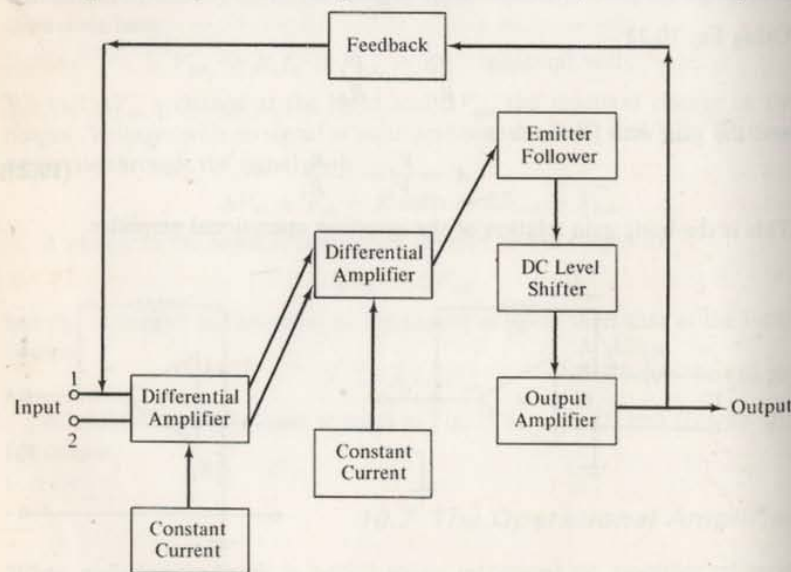 Feedback
Emitter
Follower
Differential
Amplifier
DC Level
Shifter
1
Input
2
Differential
Amplifier
Output
Amplifier
Output
Constant
Current
Constant
Current